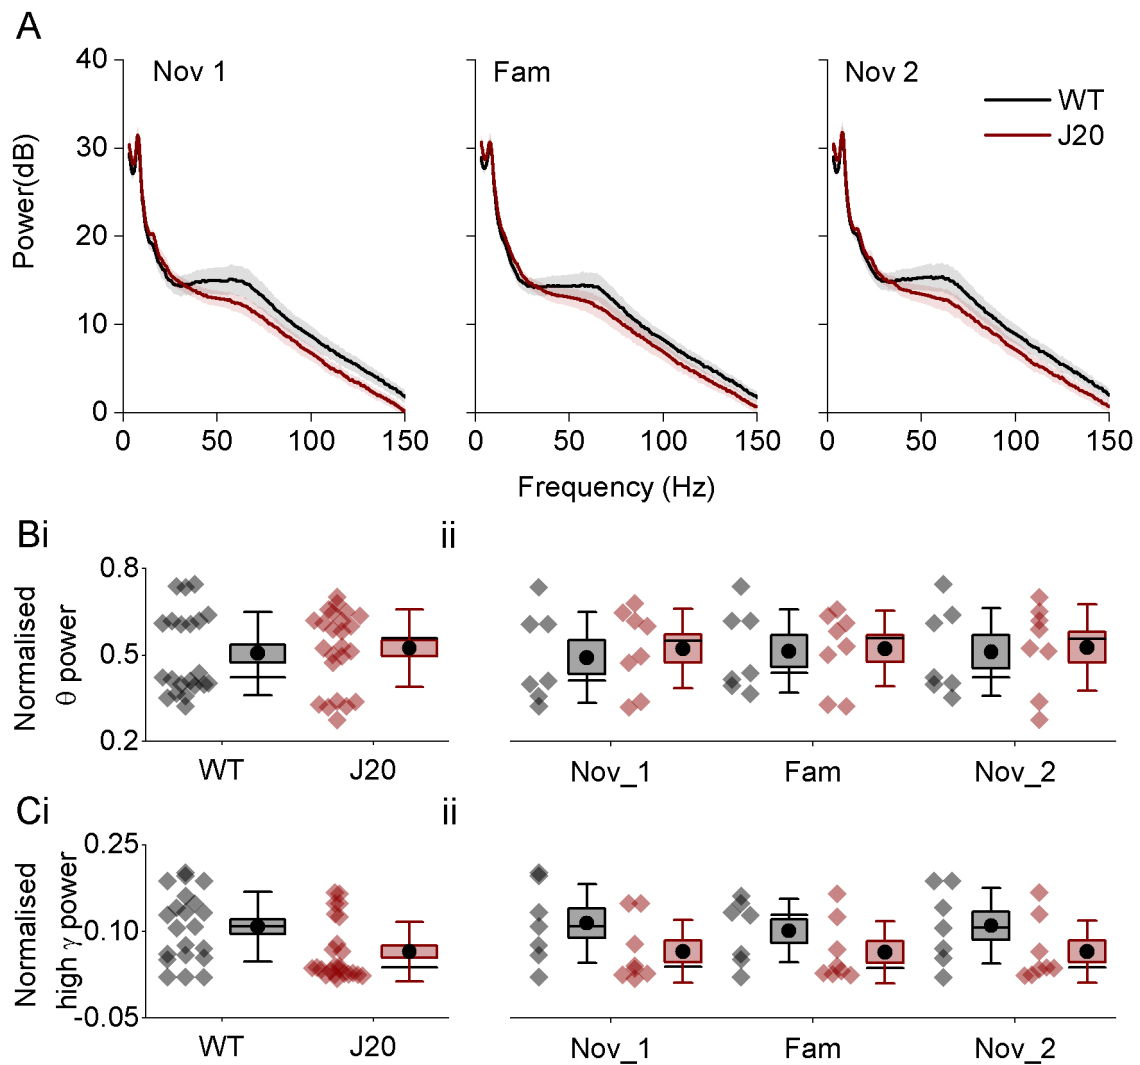 A
Nov 1
Fam
Nov 2
WT
J20
Power(dB)
40
30
20
10
0
0 50 100 150
0 50 100 150
0 50 100 150
Frequency (Hz)
Bi
ii
Normalised
θ power
0.8
0.5
0.2
WT J20
Nov_1 Fam Nov_2
Ci
ii
Normalised
high γ power
0.25
0.10
-0.05
WT J20
Nov_1 Fam Nov_2